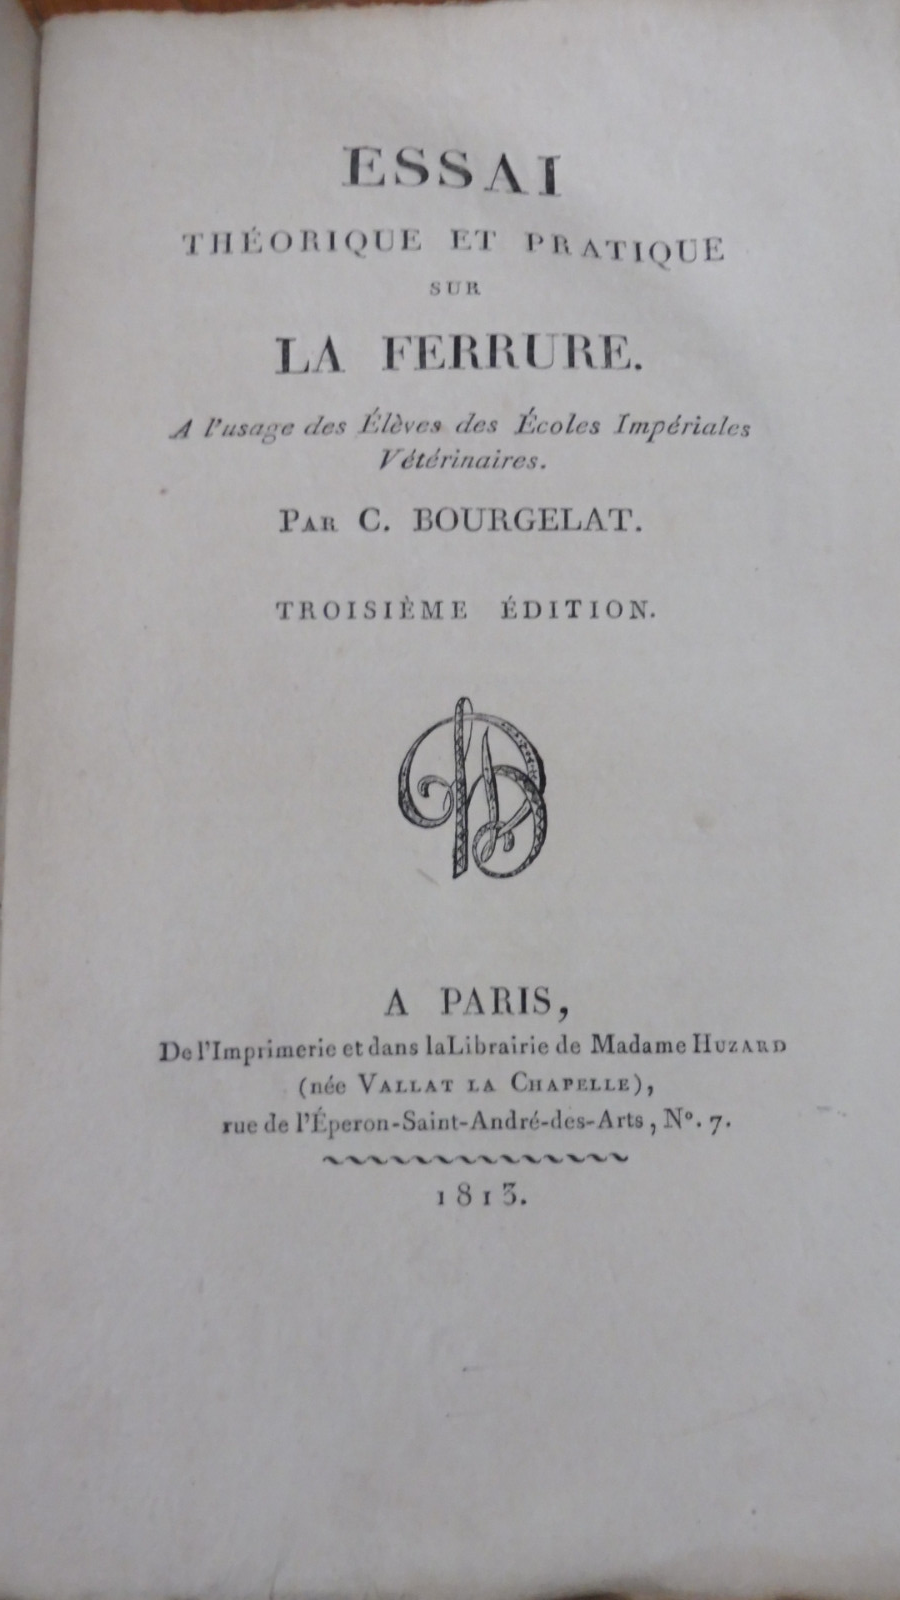 ESSAI
THÉORIQUE ET PRATIQUE
SUR
LA FERRURE.
A l'usage des Élèves des Écoles Impériales
Vétérinaires.
PAR C. BOURGELAT.
TROISIÈME ÉDITION.
A PARIS,
De l'Imprimerie et dans la Librairie de Madame HUZARD
(née VALLAT LA CHAPELLE),
rue de l'Éperon-Saint-André-des-Arts, Nº. 7.
1813.